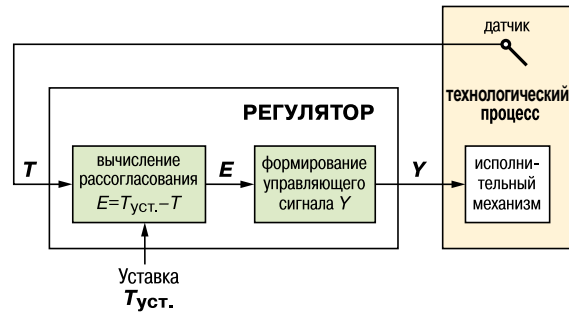 датчик
технологический
процесс
РЕГУЛЯТОР
T
вычисление
рассогласования
E=Tуст.–T
E
формирование
управляющего
сигнала Y
Y
исполни-
тельный
механизм
Уставка
Tуст.